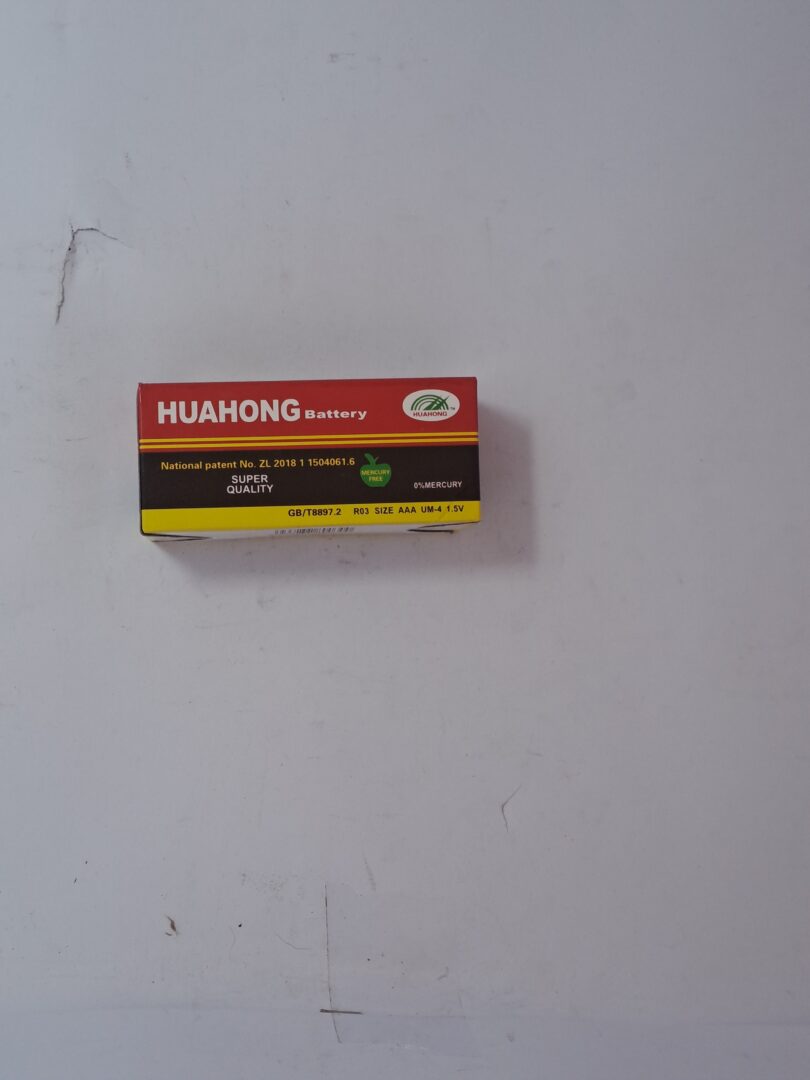 HUAHONG Battery
HUAHONG TM
National patent No. ZL 2018 1 1504061.6
SUPER
QUALITY
MERCURY
FREE
0%MERCURY
GB/T8897.2 R03 SIZE AAA UM-4 1.5V